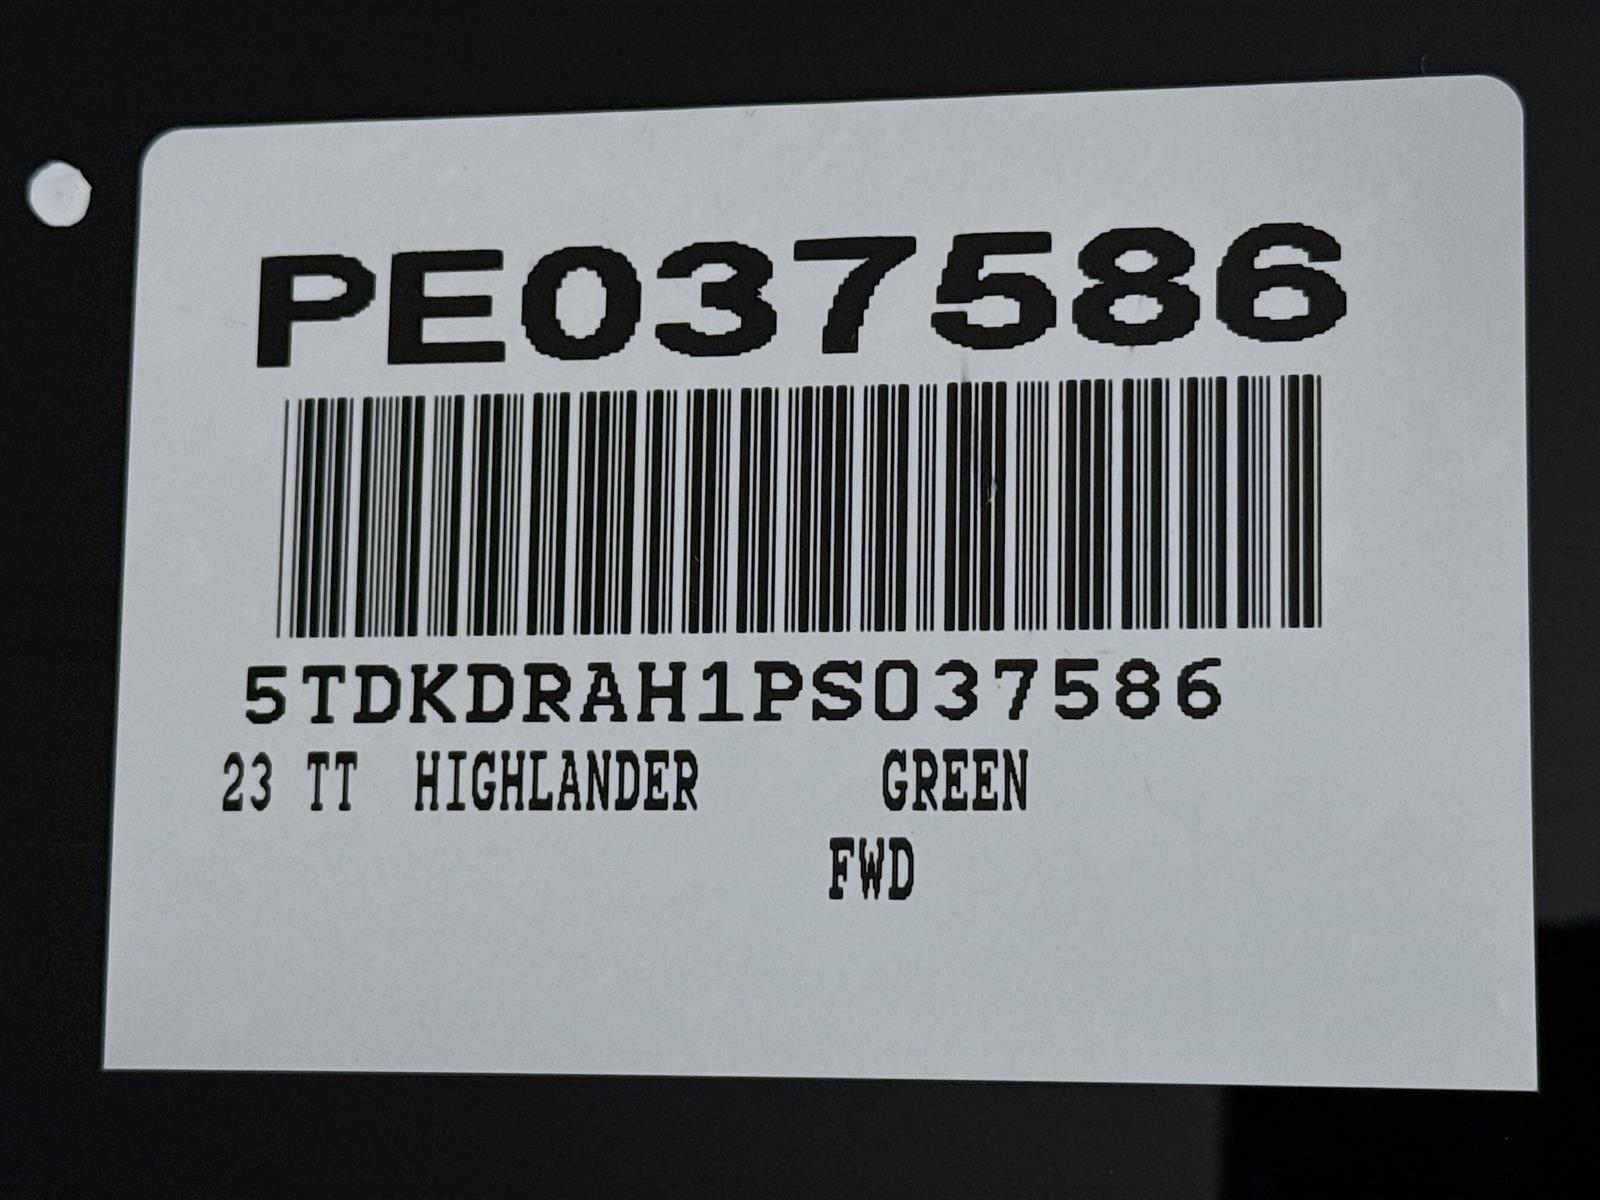 PE037586
5TDKDRAH1PS037586
23 TT HIGHLANDER GREEN
FWD